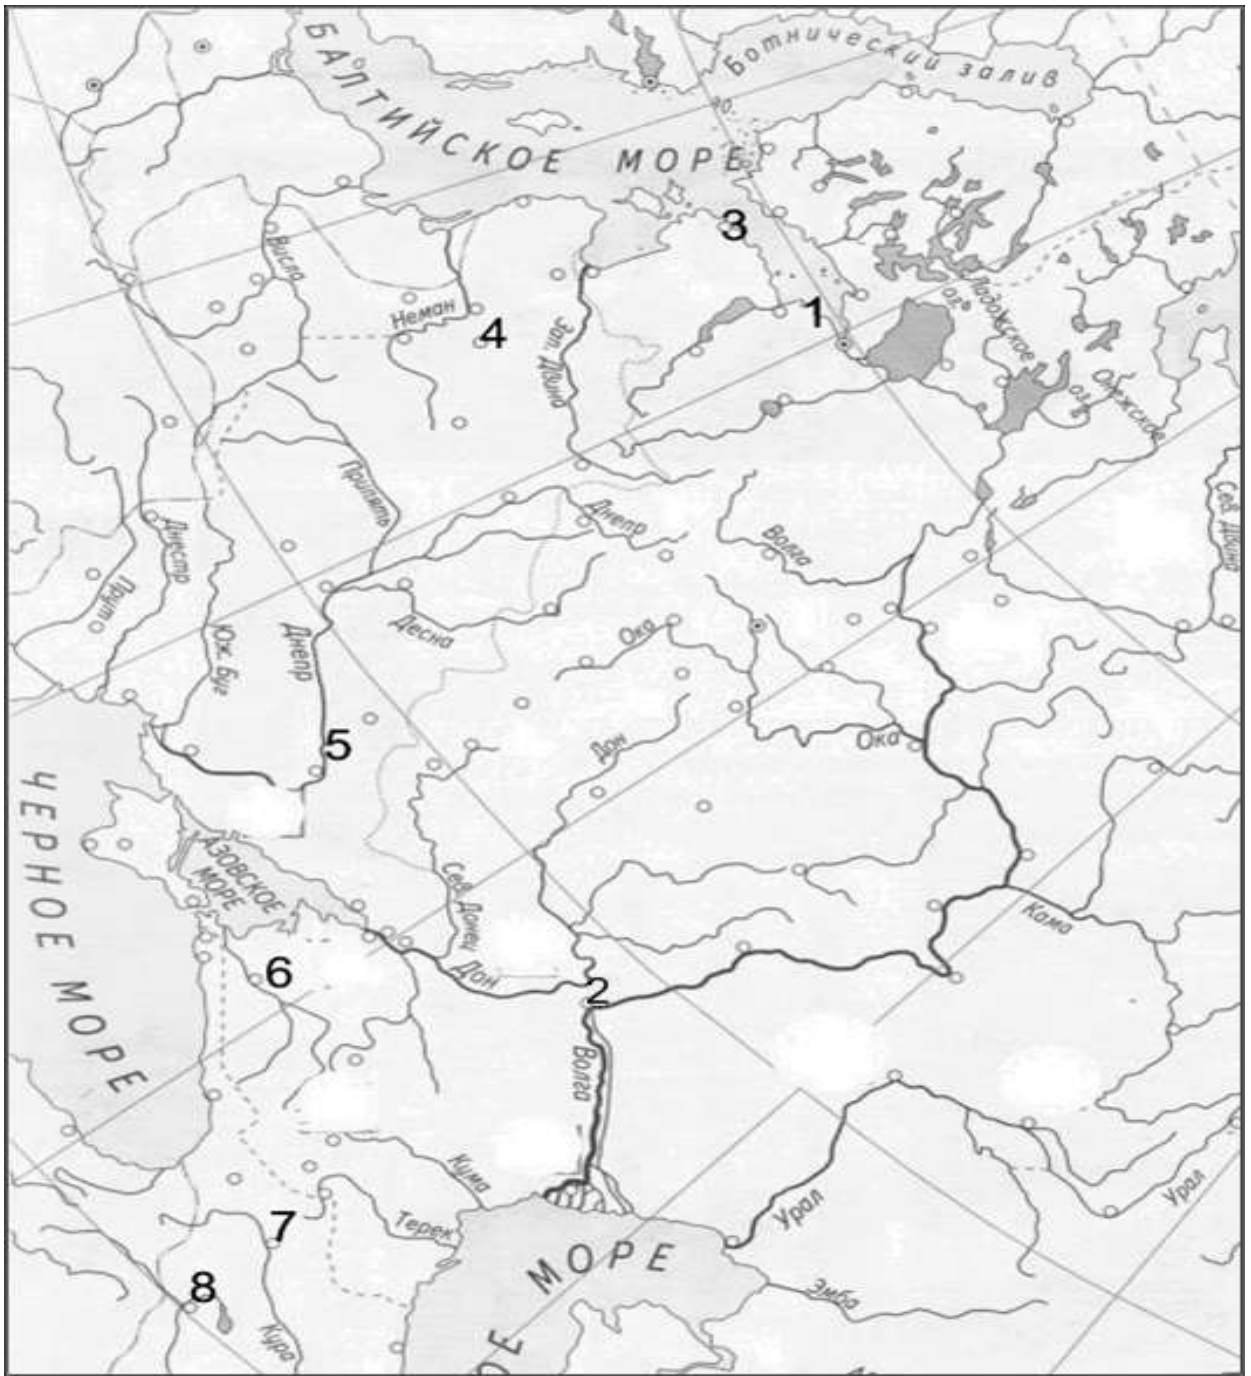 БАЛТИЙСКОЕ МОРЕ
Ботнический залив
3
Висла
Неман
4
Зап. Двина
1
Ладожское
оз.
Онежское
оз.
Сев. Двина
Припять
Днепр
Волга
Днестр
Прут
Юж. Буг
Днепр
Десна
Ока
Дон
Ока
5
ЧЕРНОЕ МОРЕ
АЗОВСКОЕ
МОРЕ
Сев. Донец
Дон
Кама
6
2
Волга
Кума
Терек
Урал
Урал
7
8
Кура
МОРЕ
Эмба